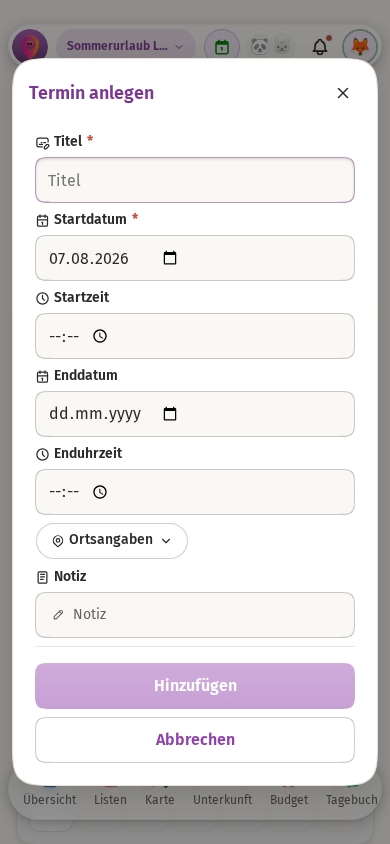 Sommerurlaub L...
Termin anlegen
Titel *
Titel
Startdatum *
07.08.2026
Startzeit
--:--
Enddatum
dd.mm.yyyy
Enduhrzeit
--:--
Ortsangaben
Notiz
Notiz
Hinzufügen
Abbrechen
Übersicht Listen Karte Unterkunft Budget Tagebuch